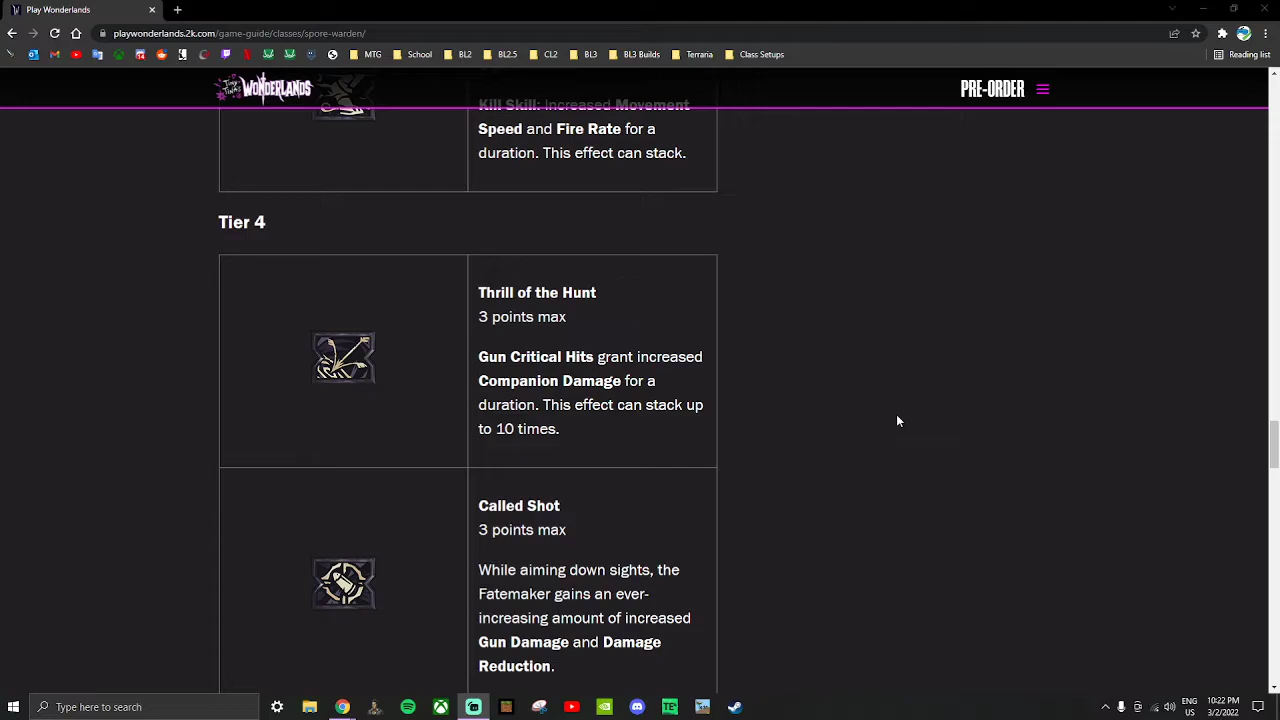 Play Wonderlands
playwonderlands.2k.com/game-guide/classes/spore-warden/
MTG
School
BL2
BL2.5
CL2
BL3
BL3 Builds
Terraria
Class Setups
Reading list
WONDERLANDS
PRE-ORDER
Kill Skill: Increased Movement
Speed and Fire Rate for a
duration. This effect can stack.
Tier 4
Thrill of the Hunt
3 points max
Gun Critical Hits grant increased
Companion Damage for a
duration. This effect can stack up
to 10 times.
Called Shot
3 points max
While aiming down sights, the
Fatemaker gains an ever-
increasing amount of increased
Gun Damage and Damage
Reduction.
Type here to search
ENG
US
10:22 PM
3/2/2022